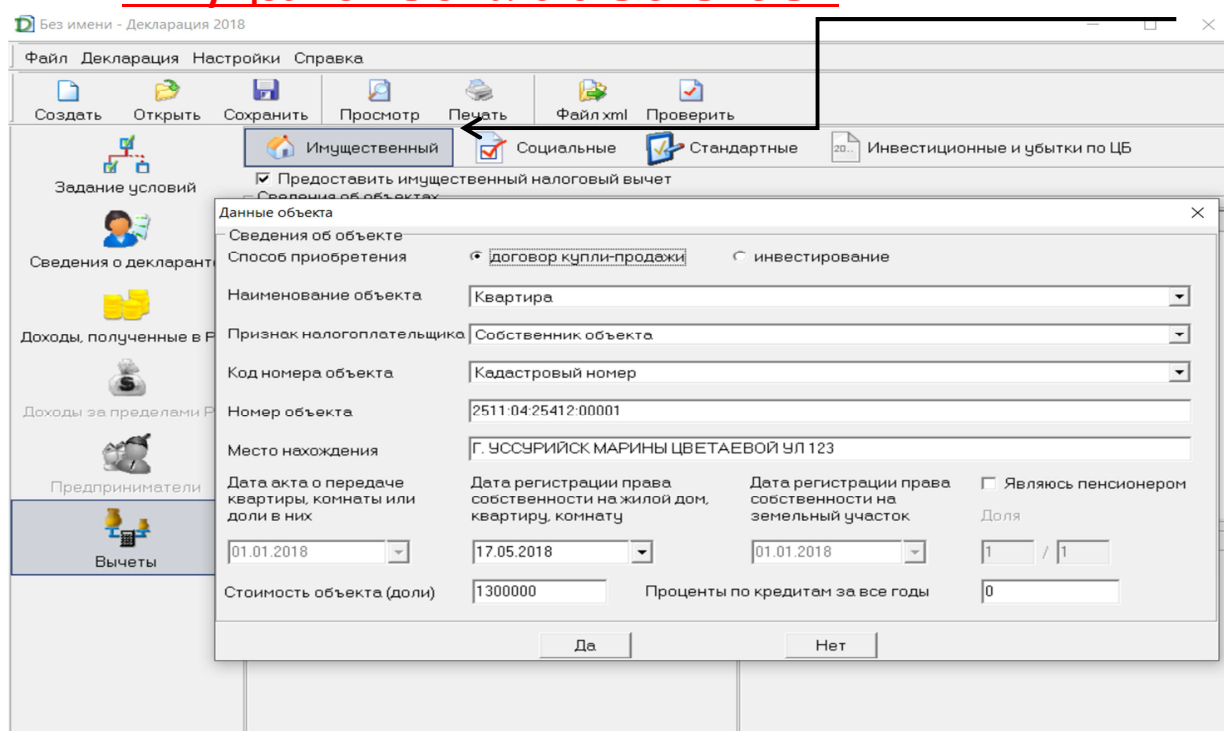 Без имени - Декларация 2018
Файл Декларация Настройки Справка
Создать Открыть Сохранить Просмотр Печать Файл xml Проверить
Имущественный Социальные Стандартные 20... Инвестиционные и убытки по ЦБ
Задание условий
Предоставить имущественный налоговый вычет
Сведения об объектах
Данные объекта
Сведения об объекте
Способ приобретения договор купли-продажи инвестирование
Сведения о декларанте
Наименование объекта Квартира
Доходы, полученные в Р
Признак налогоплательщика Собственник объекта
Код номера объекта Кадастровый номер
Доходы за пределами Р
Номер объекта 2511:04:25412:00001
Место нахождения Г. УССУРИЙСК МАРИНЫ ЦВЕТАЕВОЙ УЛ 123
Предприниматели
Дата акта о передаче
квартиры, комнаты или
доли в них
Дата регистрации права
собственности на жилой дом,
квартиру, комнату
Дата регистрации права
собственности на
земельный участок
Являюсь пенсионером
Доля
01.01.2018 17.05.2018 01.01.2018 1 / 1
Вычеты
Стоимость объекта (доли) 1300000 Проценты по кредитам за все годы 0
Да Нет